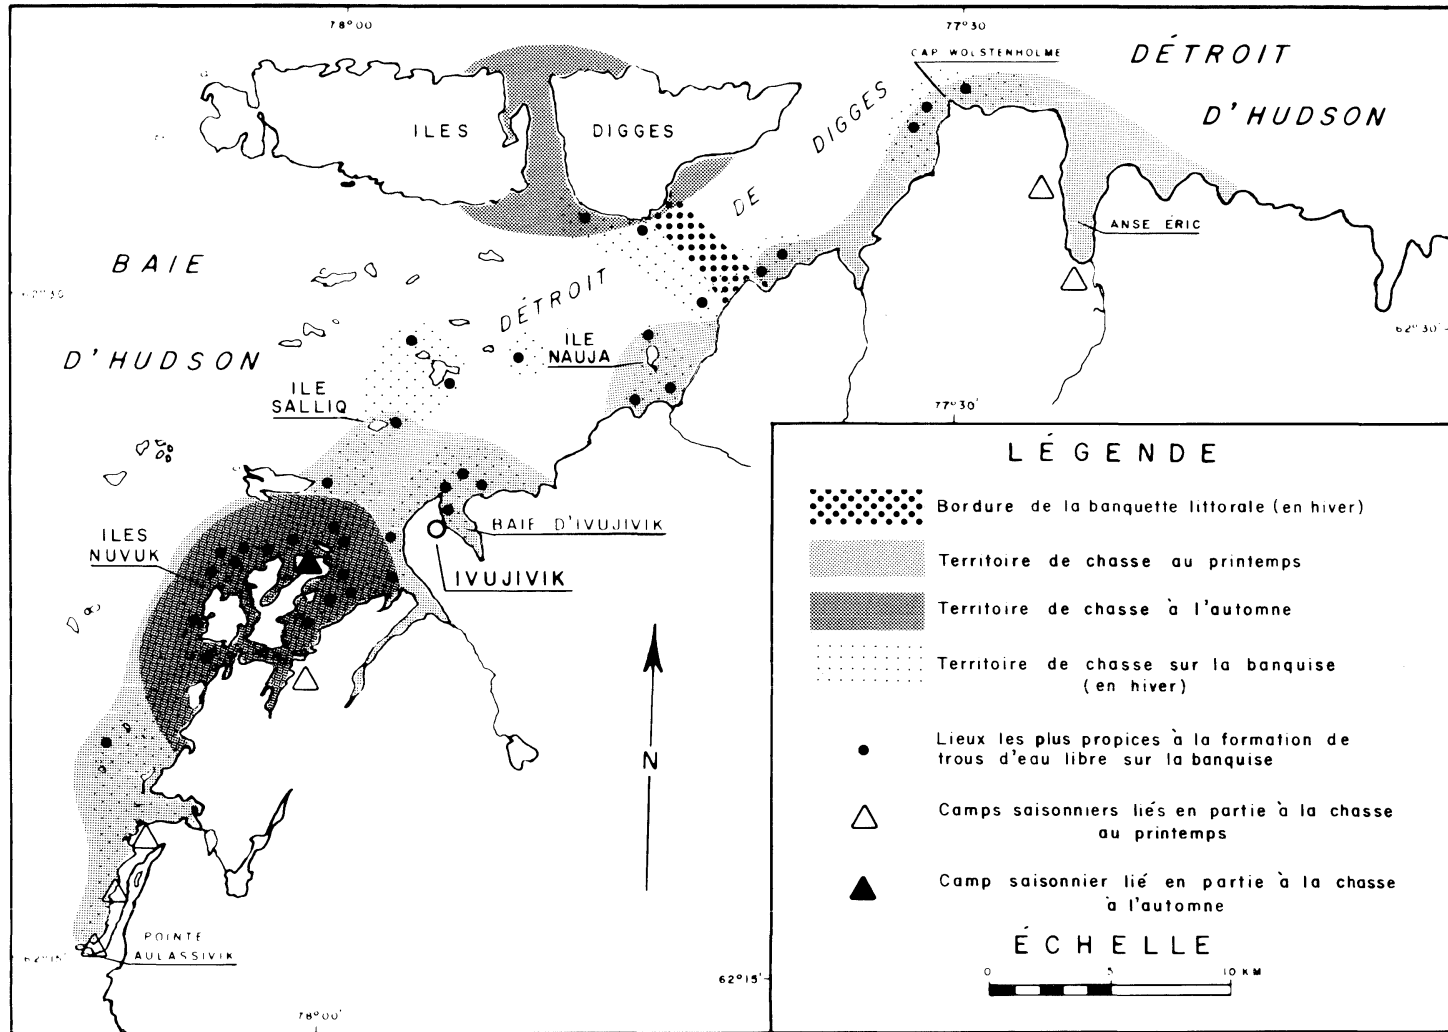 78°00
77°30
CAP WOLSTENHOLME
DÉTROIT
D'HUDSON
ILES DIGGES
DÉTROIT DE DIGGES
ANSE ÉRIC
BAIE
D'HUDSON
62°30
62°30'
ILE
NAUJA
ILE
SALLIQ
77°30'
ILES
NUVUK
BAIE D'IVUJIVIK
IVUJIVIK
N
POINTE
AULASSIVIK
62°15'
62°15'
78°00'
LÉGENDE
Bordure de la banquette littorale (en hiver)
Territoire de chasse au printemps
Territoire de chasse à l'automne
Territoire de chasse sur la banquise
(en hiver)
Lieux les plus propices à la formation de
trous d'eau libre sur la banquise
Camps saisonniers liés en partie à la chasse
au printemps
Camp saisonnier lié en partie à la chasse
à l'automne
ÉCHELLE
0 5 10 KM